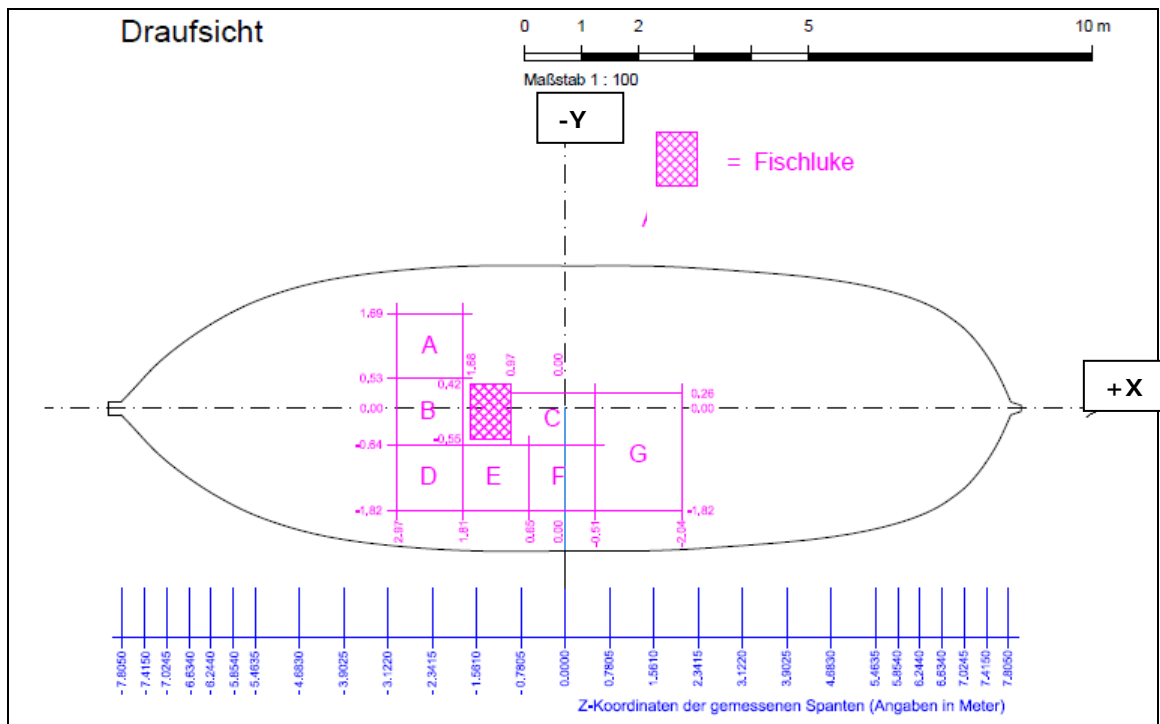 Draufsicht
0 1 2 5 10 m
Maßstab 1 : 100
-Y
= Fischluke
1.69
A
1.68 0.97 0.00
0.53
0.42
0.26
B
0.00
C
0.00
+X
-0.55
-0.64
G
D E F
-1.82
-1.82
2.97 1.81 0.65 0.00 -0.51 -2.04
-7.8050 -7.4150 -7.0245 -6.6340 -6.2440 -5.8540 -5.4635 -4.6830 -3.9025 -3.1220 -2.3415 -1.5610 -0.7805 0.0000 0.7805 1.5610 2.3415 3.1220 3.9025 4.6830 5.4635 5.8540 6.2440 6.6340 7.0245 7.4150 7.8050
Z-Koordinaten der gemessenen Spanten (Angaben in Meter)